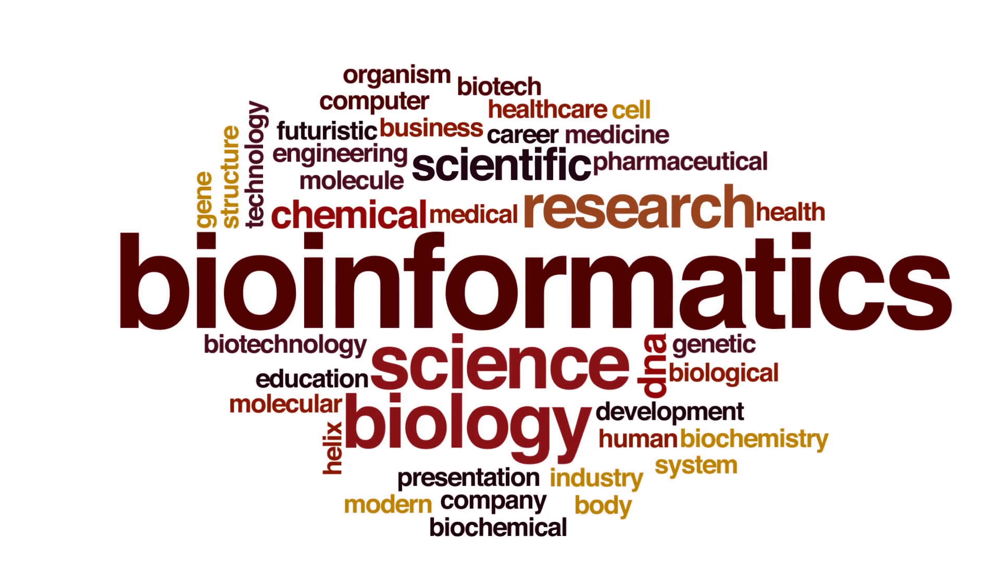 organism
biotech
computer
healthcare
cell
futuristic
business
career
medicine
technology
structure
gene
engineering
scientific
pharmaceutical
molecule
chemical
medical
research
health
bioinformatics
biotechnology
science
dna
genetic
education
biological
molecular
biology
development
helix
human
biochemistry
system
presentation
industry
modern
company
body
biochemical